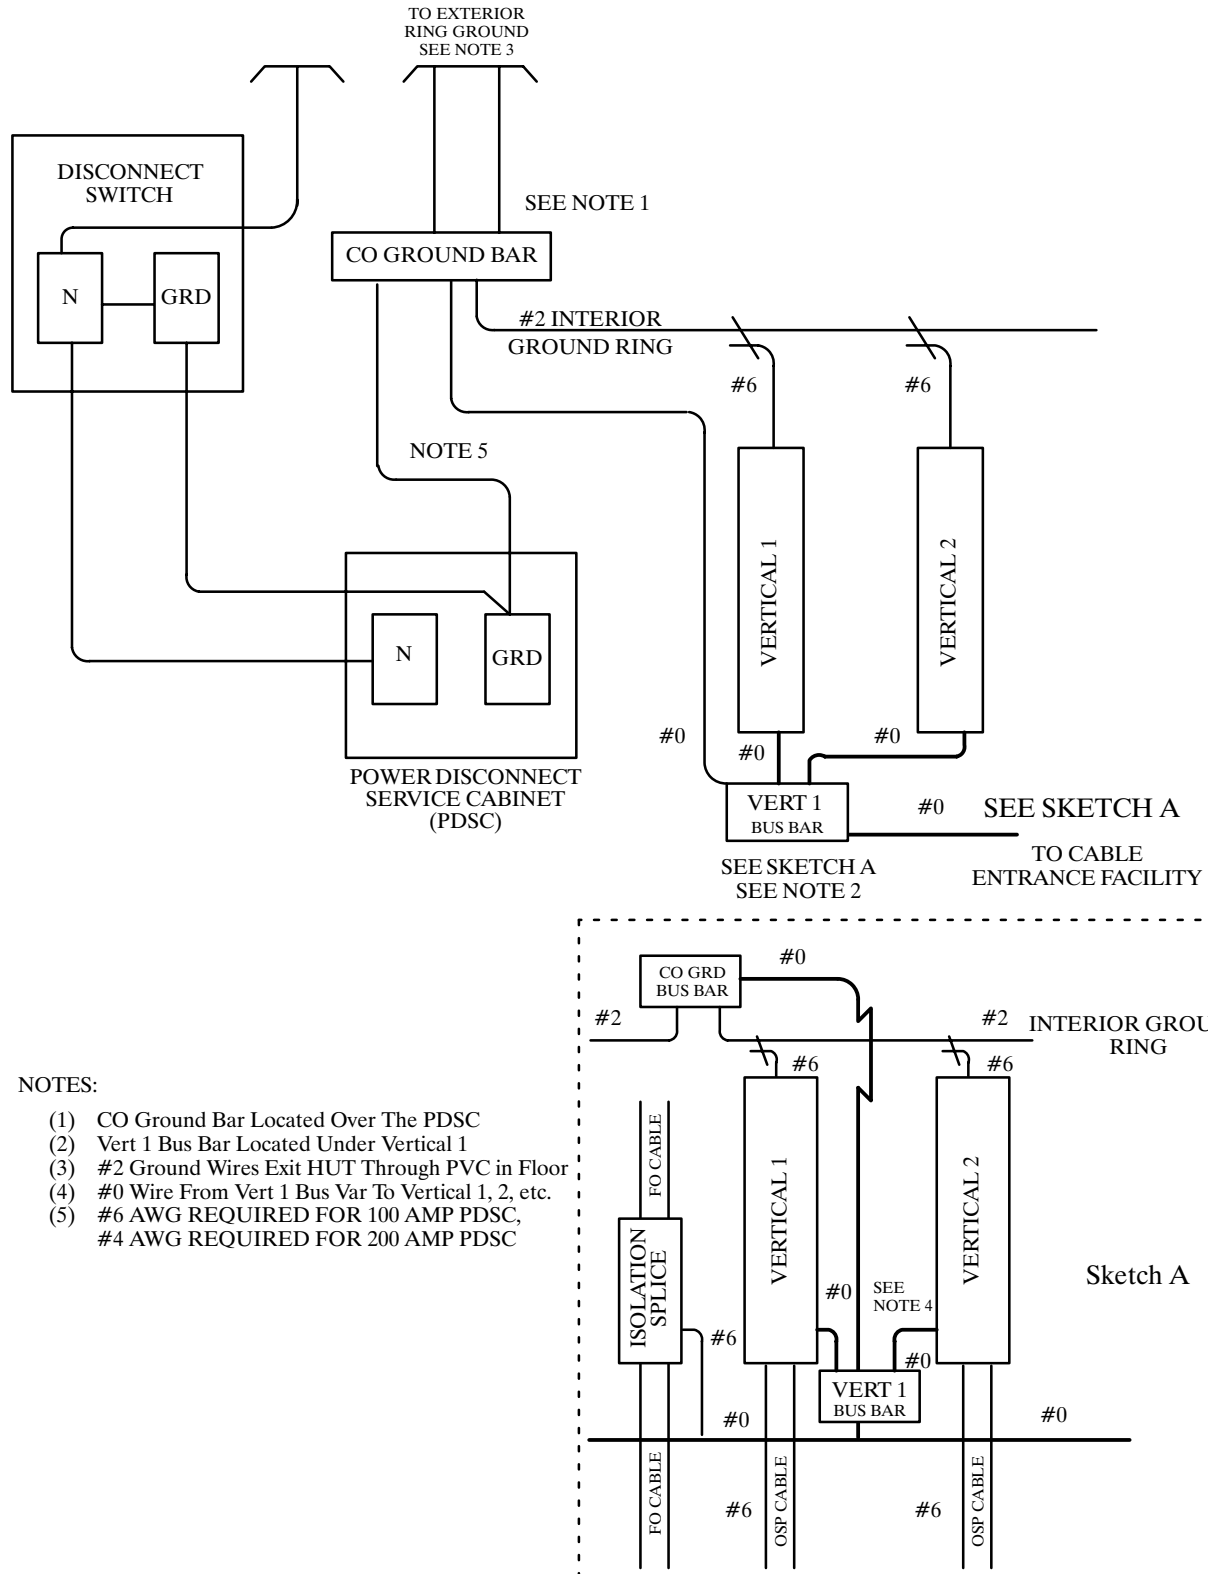 TO EXTERIOR
RING GROUND
SEE NOTE 3
DISCONNECT
SWITCH
SEE NOTE 1
CO GROUND BAR
N
GRD
#2 INTERIOR
GROUND RING
#6
#6
NOTE 5
VERTICAL 1
VERTICAL 2
N
GRD
#0
#0
#0
POWER DISCONNECT
SERVICE CABINET
(PDSC)
VERT 1
BUS BAR
#0
SEE SKETCH A
TO CABLE
ENTRANCE FACILITY
SEE SKETCH A
SEE NOTE 2
CO GRD
BUS BAR
#0
#2
#2
INTERIOR GROU
RING
#6
#6
NOTES:
(1) CO Ground Bar Located Over The PDSC
(2) Vert 1 Bus Bar Located Under Vertical 1
(3) #2 Ground Wires Exit HUT Through PVC in Floor
(4) #0 Wire From Vert 1 Bus Var To Vertical 1, 2, etc.
(5) #6 AWG REQUIRED FOR 100 AMP PDSC,
#4 AWG REQUIRED FOR 200 AMP PDSC
FO CABLE
VERTICAL 1
VERTICAL 2
ISOLATION
SPLICE
Sketch A
#0
SEE
NOTE 4
#6
#0
VERT 1
BUS BAR
#0
#0
FO CABLE
#6
OSP CABLE
#6
OSP CABLE